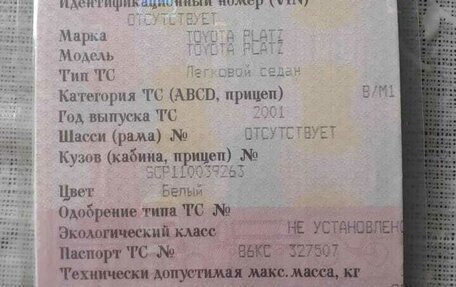 Идентификационный номер (VIN)
ОТСУТСТВУЕТ
Марка TOYOTA PLATZ
Модель TOYOTA PLATZ
Тип ТС Легковой седан
Категория ТС (ABCD, прицеп) B/M1
Год выпуска ТС 2001
Шасси (рама) № ОТСУТСТВУЕТ
Кузов (кабина, прицеп) №
SCP110039263
Цвет Белый
Одобрение типа ТС №
Экологический класс НЕ УСТАНОВЛЕНО
Паспорт ТС № 86КС 327507
Технически допустимая макс. масса, кг